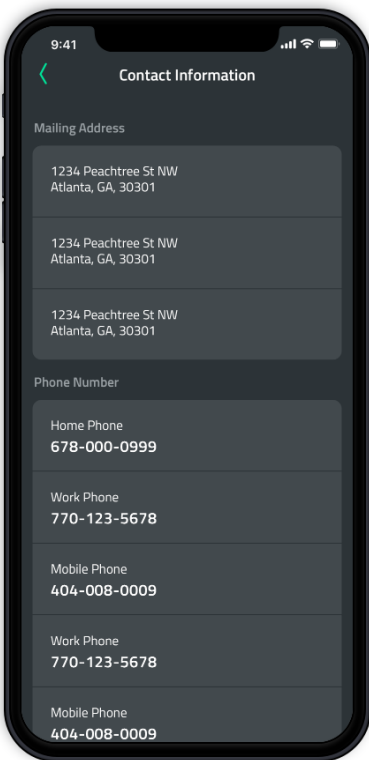 9:41
Contact Information
Mailing Address
1234 Peachtree St NW
Atlanta, GA, 30301
1234 Peachtree St NW
Atlanta, GA, 30301
1234 Peachtree St NW
Atlanta, GA, 30301
Phone Number
Home Phone
678-000-0999
Work Phone
770-123-5678
Mobile Phone
404-008-0009
Work Phone
770-123-5678
Mobile Phone
404-008-0009